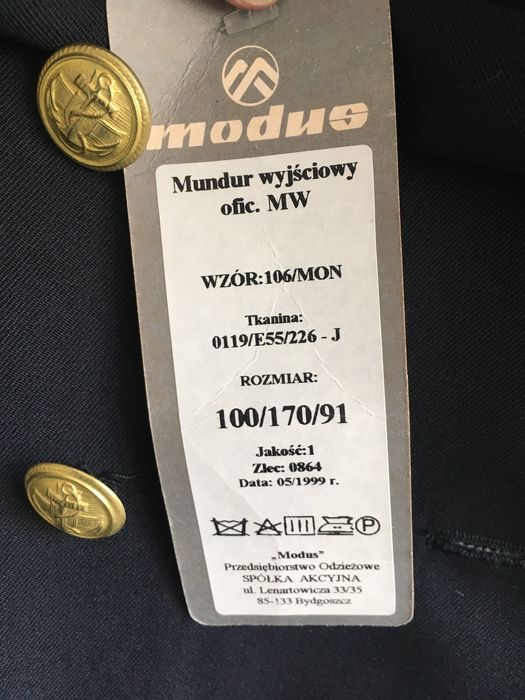 modus
Mundur wyjściowy
ofic. MW
WZÓR:106/MON
Tkanina:
0119/E55/226 - J
ROZMIAR:
100/170/91
Jakość:1
Zlec: 0864
Data: 05/1999 r.
P
„Modus"
Przedsiębiorstwo Odzieżowe
SPÓŁKA AKCYJNA
ul. Lenartowicza 33/35
85-133 Bydgoszcz